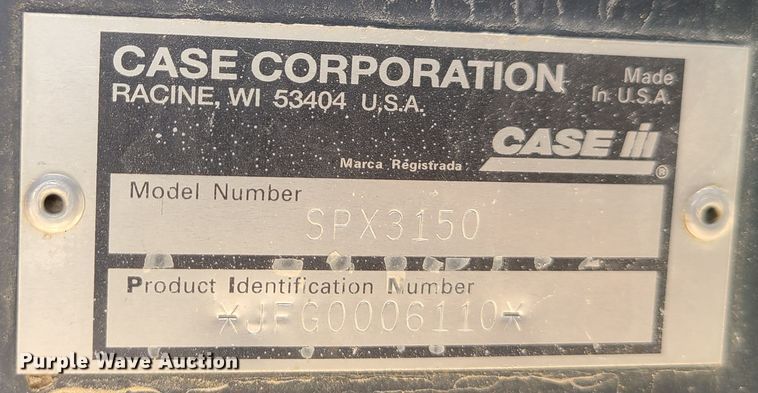 CASE CORPORATION
RACINE, WI 53404 U.S.A.
Made
In U.S.A.
CASE IH
®
Marca Registrada
Model Number
SPX3150
Product Identification Number
*JFG0006110*
Purple Wave Auction